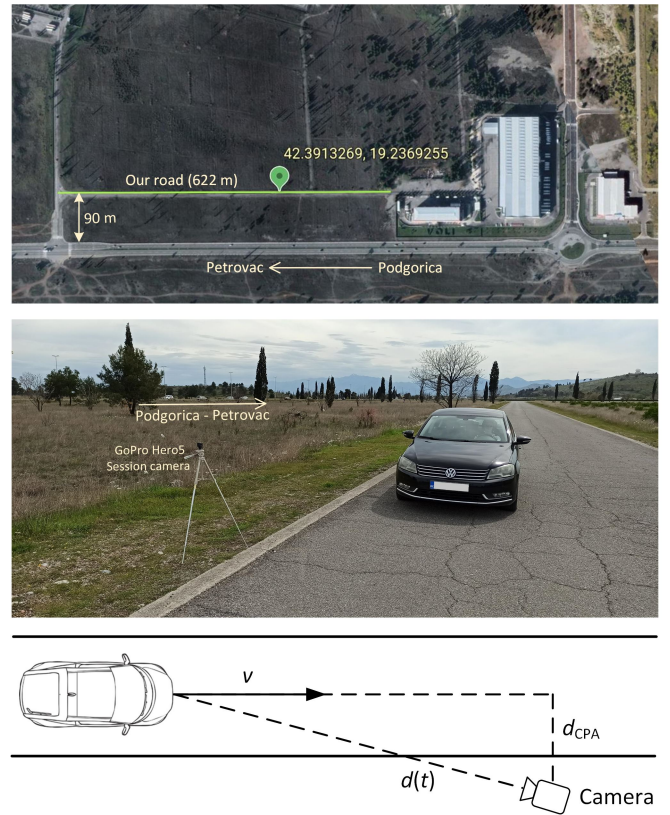 42.3913269, 19.2369255
Our road (622 m)
90 m
VOLI
Petrovac
Podgorica
Podgorica - Petrovac
GoPro Hero5
Session camera
v
d_CPA
d(t)
Camera